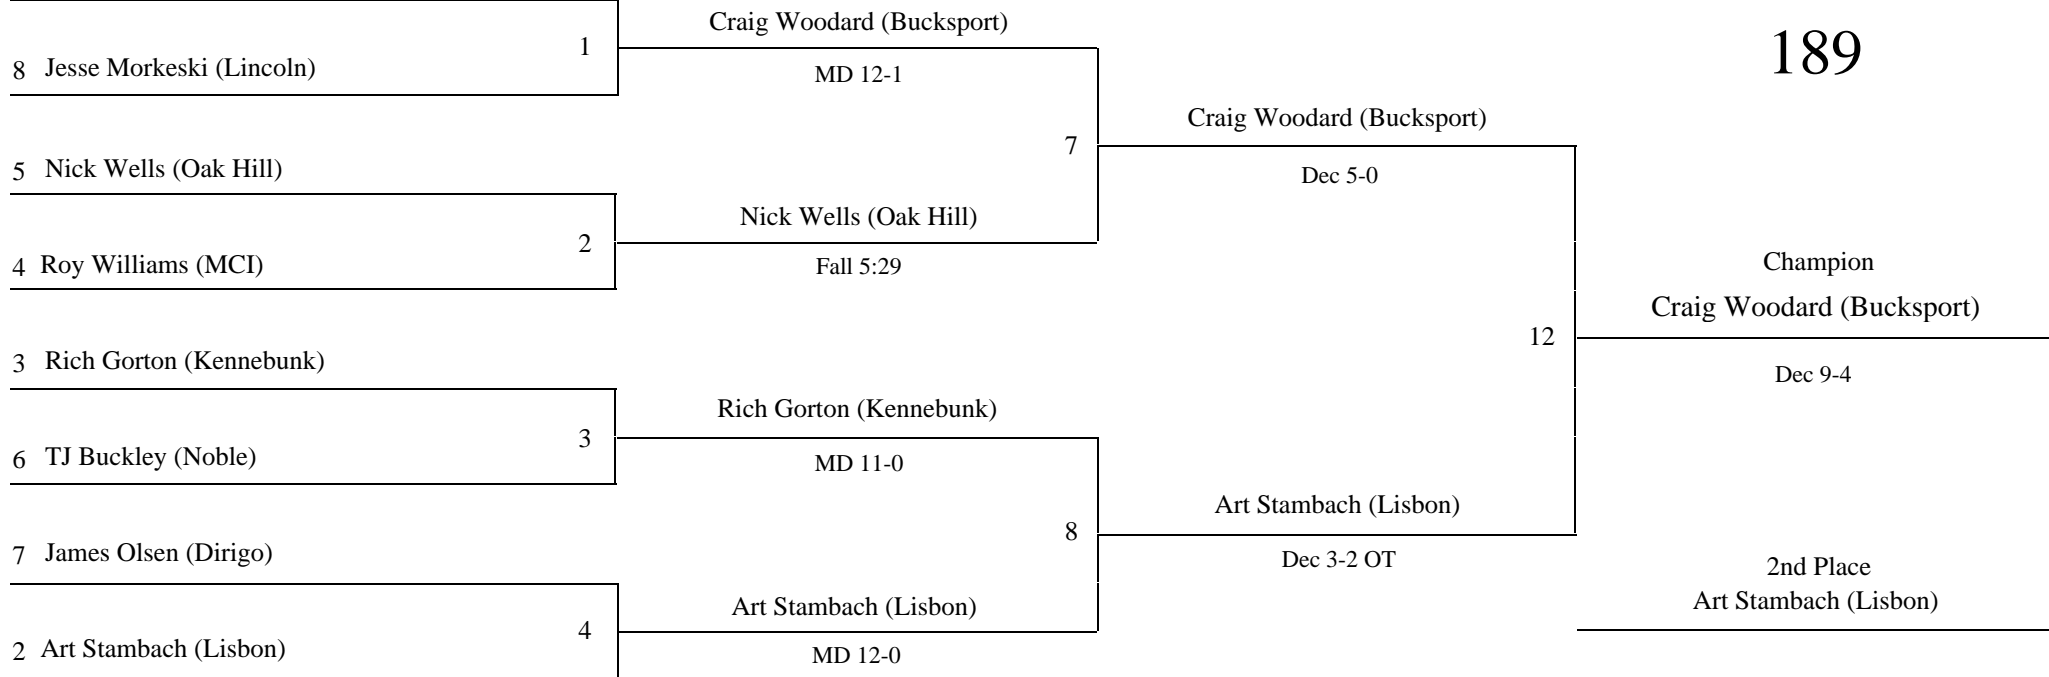 189
Craig Woodard (Bucksport)
1
8 Jesse Morkeski (Lincoln)
MD 12-1
Craig Woodard (Bucksport)
7
5 Nick Wells (Oak Hill)
Dec 5-0
Nick Wells (Oak Hill)
2
4 Roy Williams (MCI)
Fall 5:29
Champion
Craig Woodard (Bucksport)
12
3 Rich Gorton (Kennebunk)
Dec 9-4
Rich Gorton (Kennebunk)
3
6 TJ Buckley (Noble)
MD 11-0
Art Stambach (Lisbon)
8
7 James Olsen (Dirigo)
Dec 3-2 OT
2nd Place
Art Stambach (Lisbon)
Art Stambach (Lisbon)
4
2 Art Stambach (Lisbon)
MD 12-0